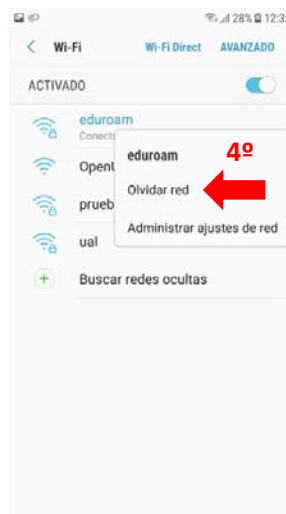 28% 12:3
Wi-Fi Wi-Fi Direct AVANZADO
ACTIVADO
eduroam
Conect
eduroam 4º
OpenU
Olvidar red
prueb
Administrar ajustes de red
ual
Buscar redes ocultas